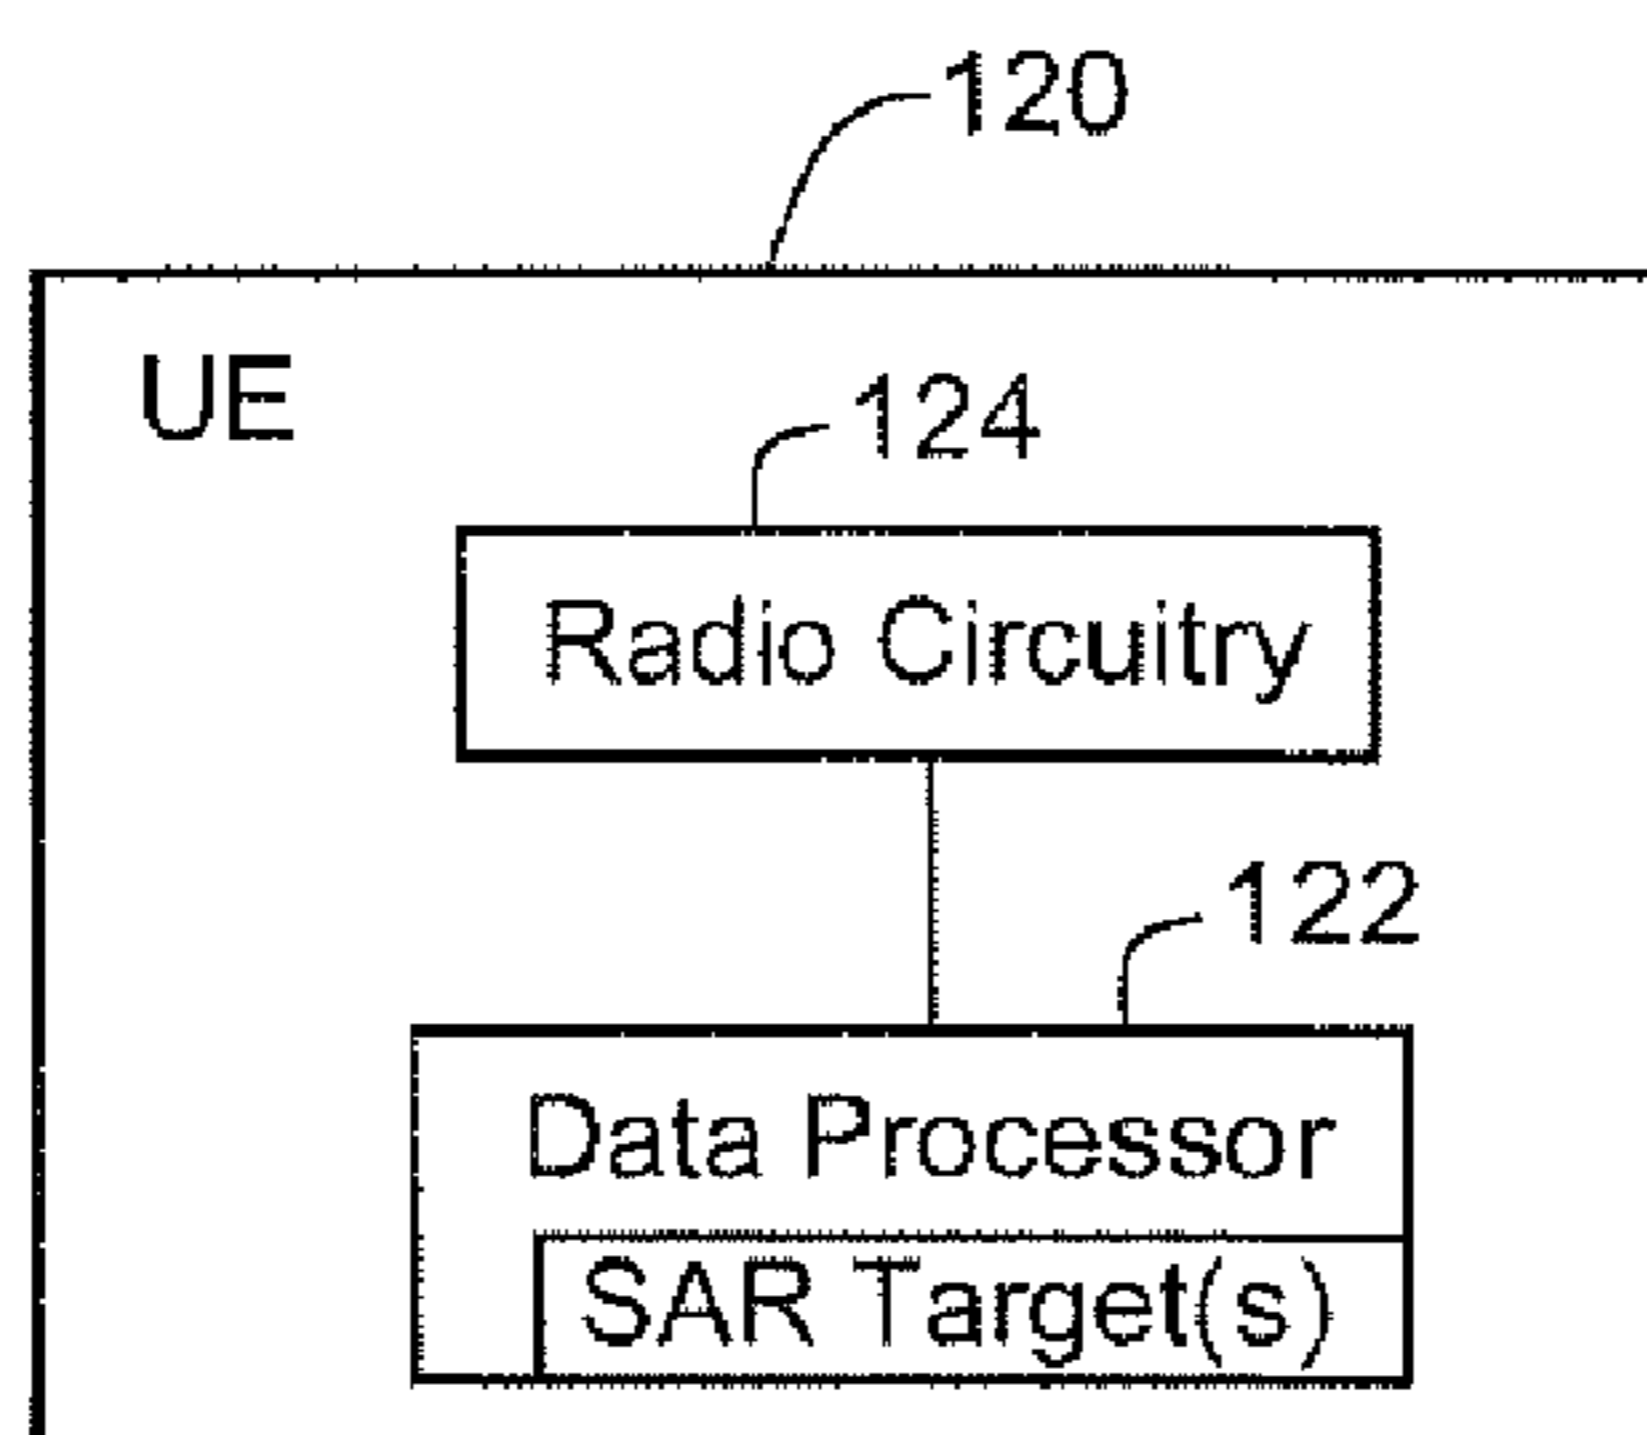 120
UE
124
Radio Circuitry
122
Data Processor
SAR Target(s)